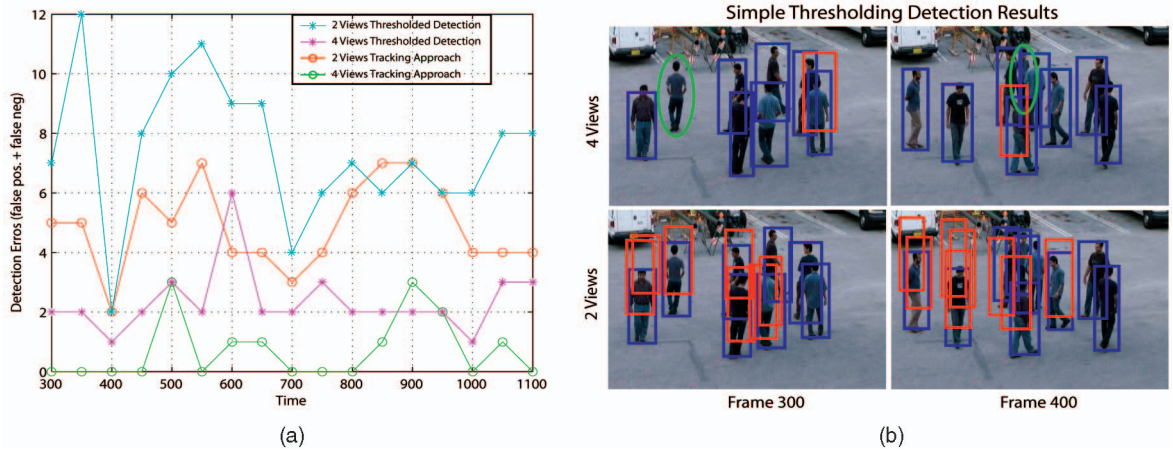 2 Views Thresholded Detection
4 Views Thresholded Detection
2 Views Tracking Approach
4 Views Tracking Approach
Detection Erros (false pos. + false neg)
12
10
8
6
4
2
0
300
400
500
600
700
800
900
1000
1100
Time
(a)
Simple Thresholding Detection Results
4 Views
2 Views
Frame 300
Frame 400
(b)